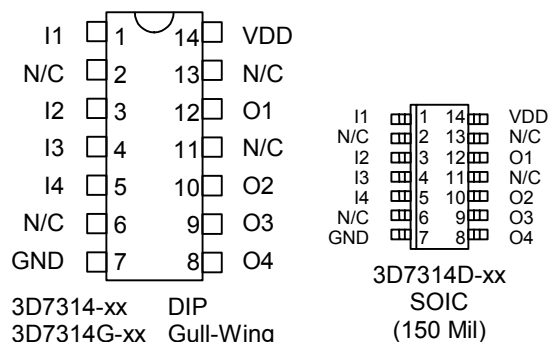 I1 1 14 VDD
N/C 2 13 N/C
I2 3 12 O1
I3 4 11 N/C
I4 5 10 O2
N/C 6 9 O3
GND 7 8 O4
3D7314-xx DIP
3D7314G-xx Gull-Wing
I1 1 14 VDD
N/C 2 13 N/C
I2 3 12 O1
I3 4 11 N/C
I4 5 10 O2
N/C 6 9 O3
GND 7 8 O4
3D7314D-xx
SOIC
(150 Mil)